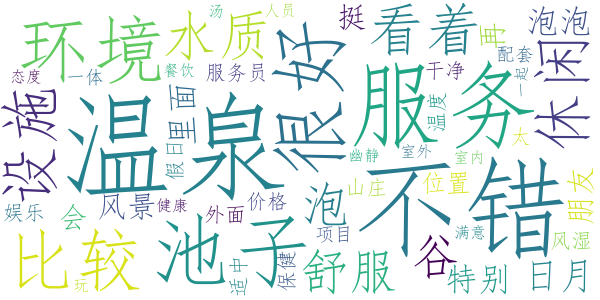 汤
人员
环境
水质
挺
看着
再
泡泡
态度
一体
餐饮
服务员
很好
干净
配套
一起
设施
温泉
里面
假日
服务
温度
休闲
幽静
室外
室内
大
不错
娱乐
会
风景
健康
外面
价格
泡
山庄
位置
朋友
比较
池子
项目
谷
满意
风湿
玩
适中
保健
舒服
特别
日月